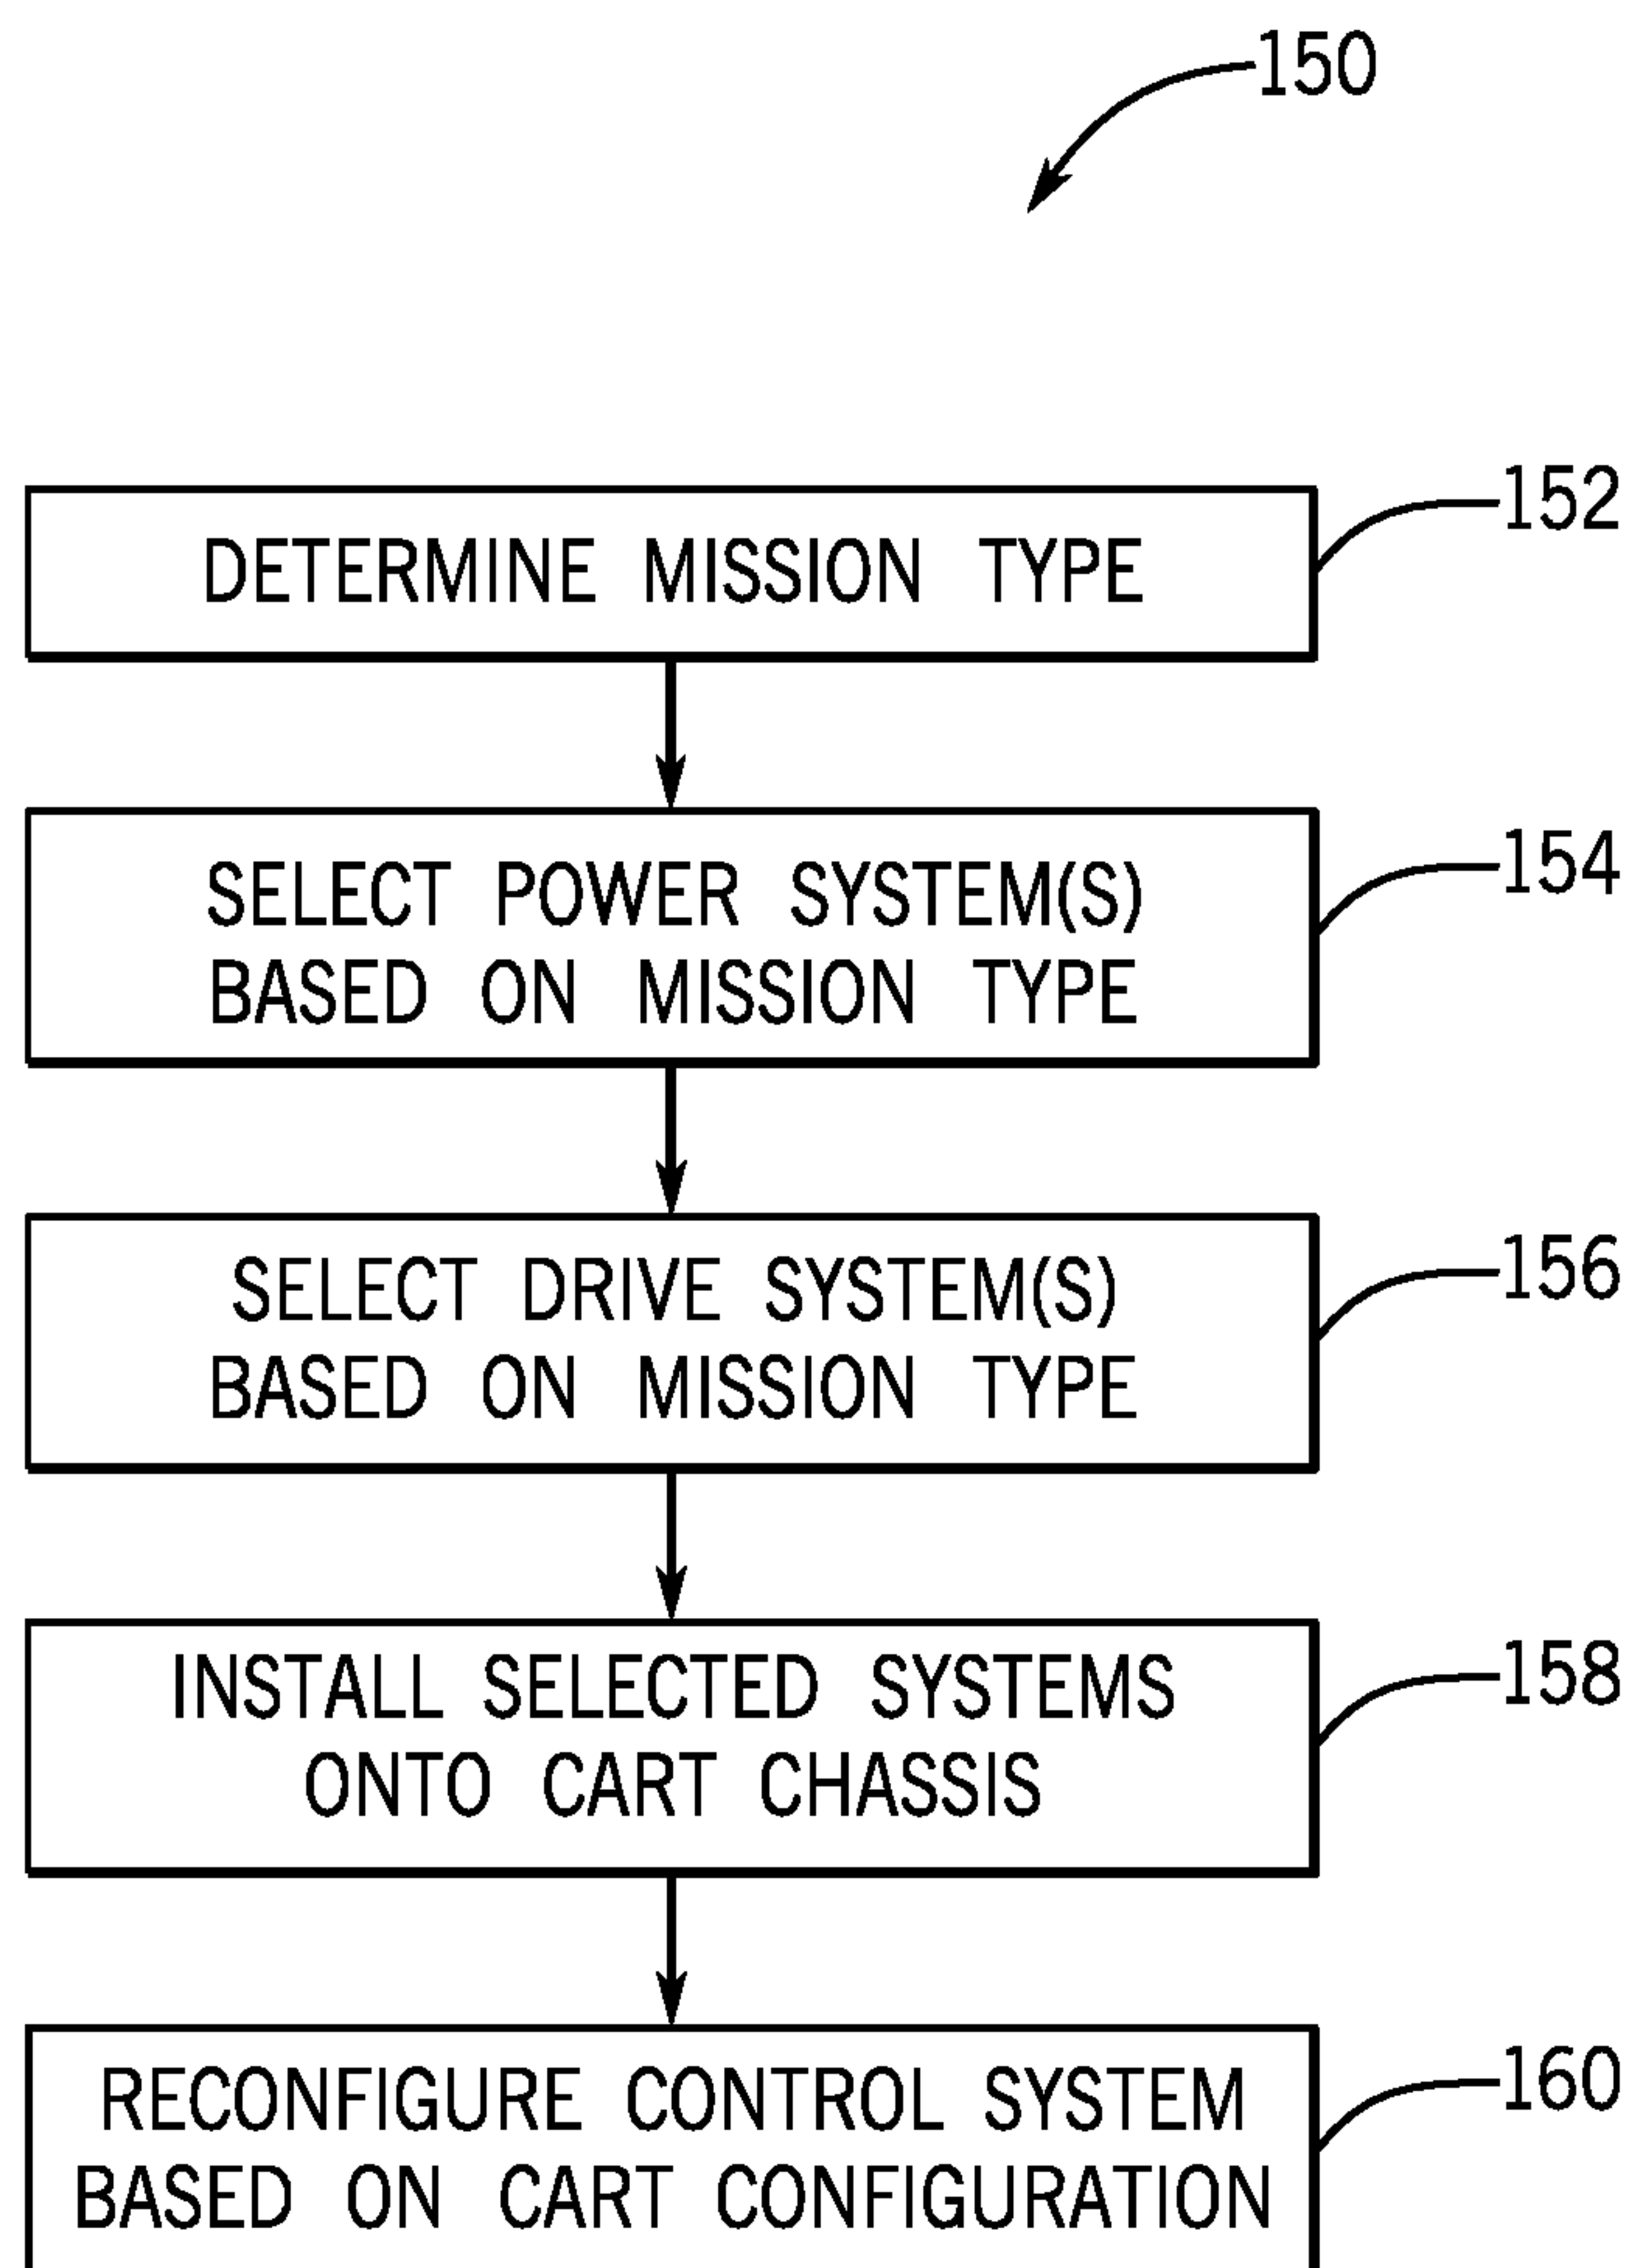 150
DETERMINE MISSION TYPE
152
SELECT POWER SYSTEM(S)
BASED ON MISSION TYPE
154
SELECT DRIVE SYSTEM(S)
BASED ON MISSION TYPE
156
INSTALL SELECTED SYSTEMS
ONTO CART CHASSIS
158
RECONFIGURE CONTROL SYSTEM
BASED ON CART CONFIGURATION
160